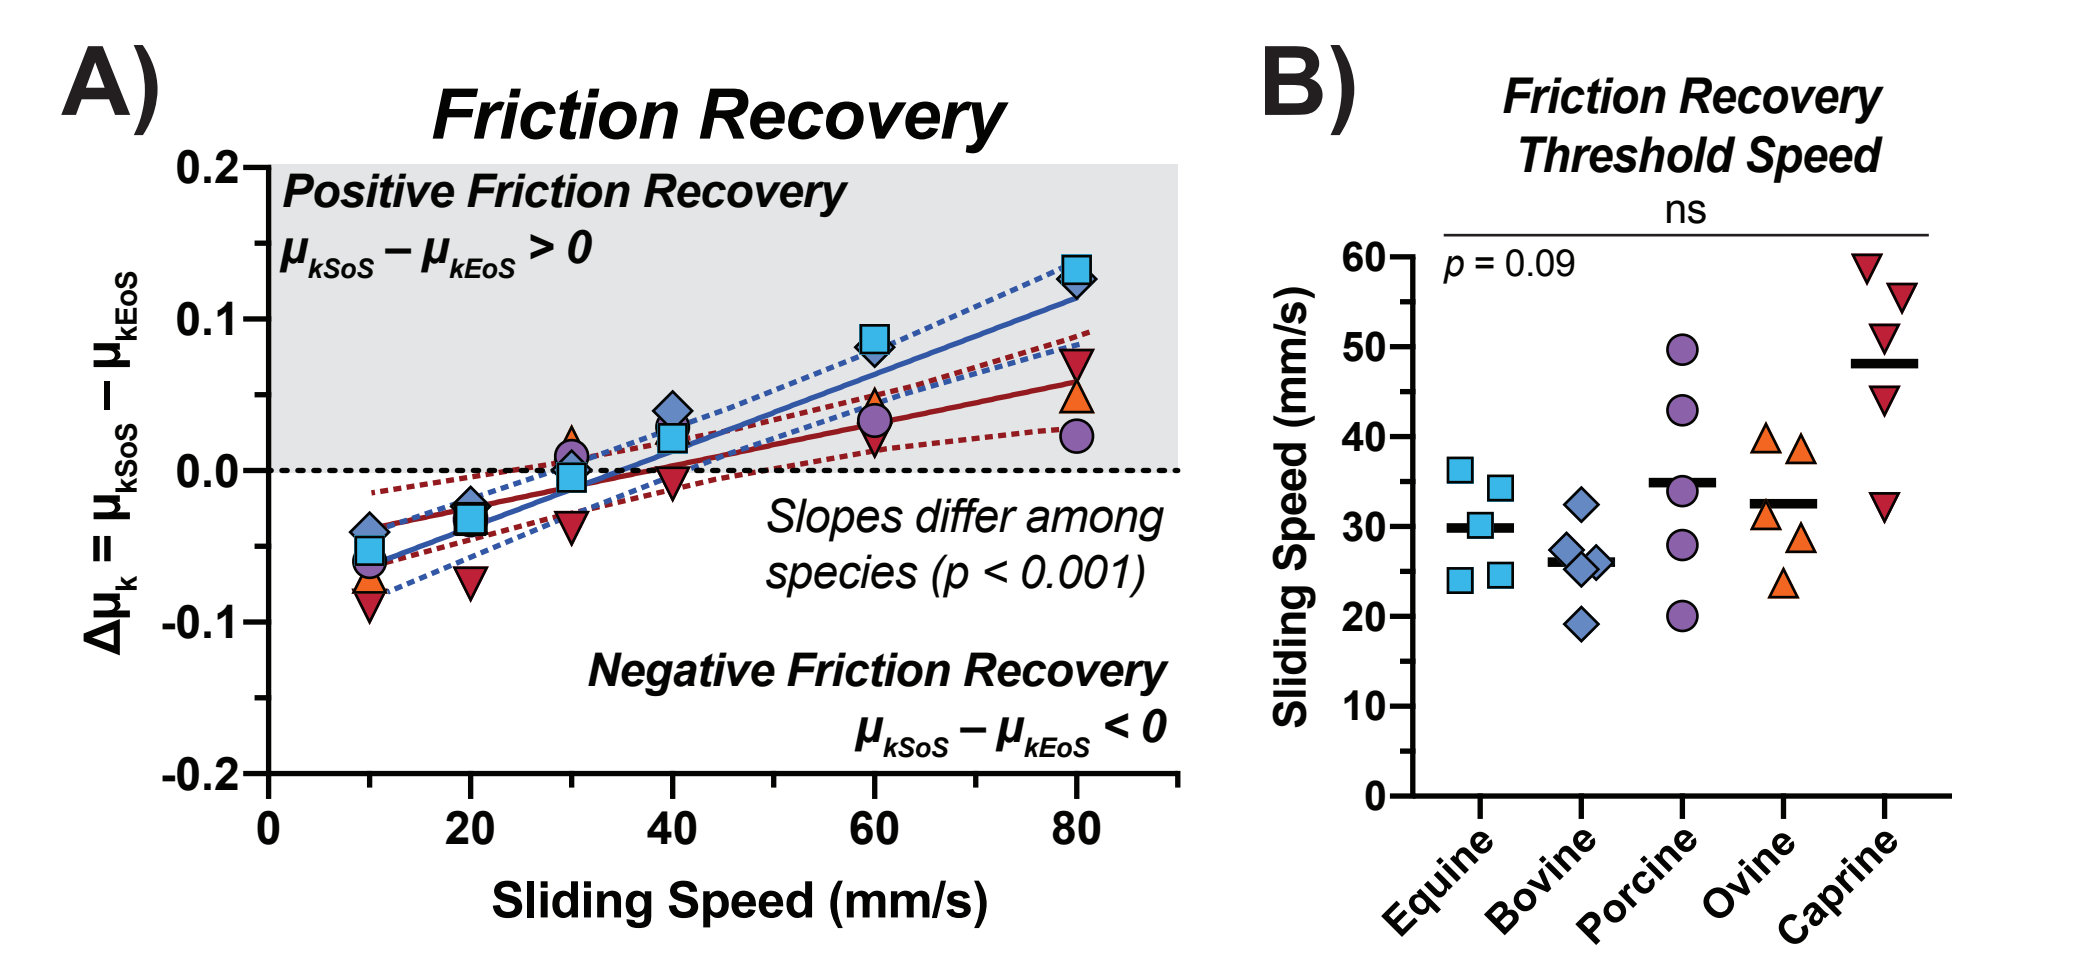 A)
Friction Recovery
Positive Friction Recovery
μkSoS – μkEoS > 0
Δμk = μkSoS – μkEoS
0.2
0.1
0.0
-0.1
-0.2
Slopes differ among
species (p < 0.001)
Negative Friction Recovery
μkSoS – μkEoS < 0
0
20
40
60
80
Sliding Speed (mm/s)
B)
Friction Recovery
Threshold Speed
ns
p = 0.09
Sliding Speed (mm/s)
60
50
40
30
20
10
0
Equine
Bovine
Porcine
Ovine
Caprine